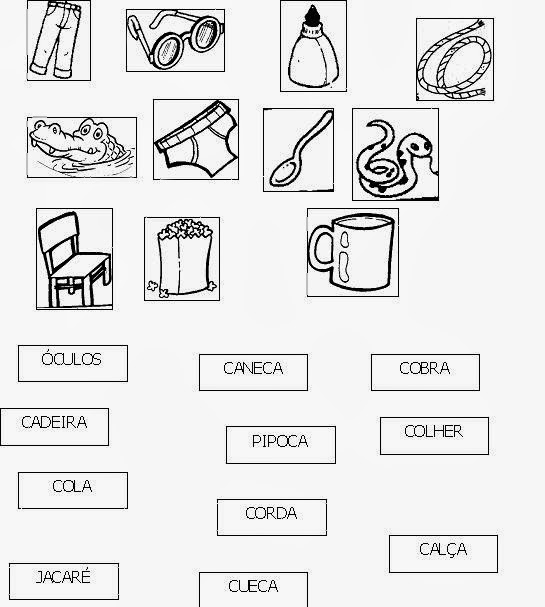 ÓCULOS
CANECA
COBRA
CADEIRA
PIPOCA
COLHER
COLA
CORDA
CALÇA
JACARÉ
CUECA